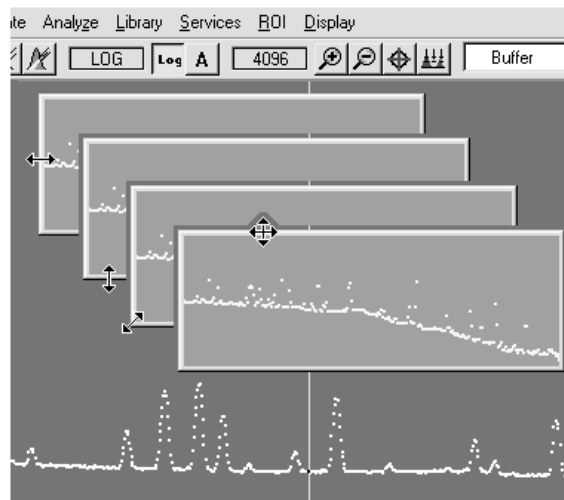 ate Analyze Library Services ROI Display
LOG Log A 4096 Buffer